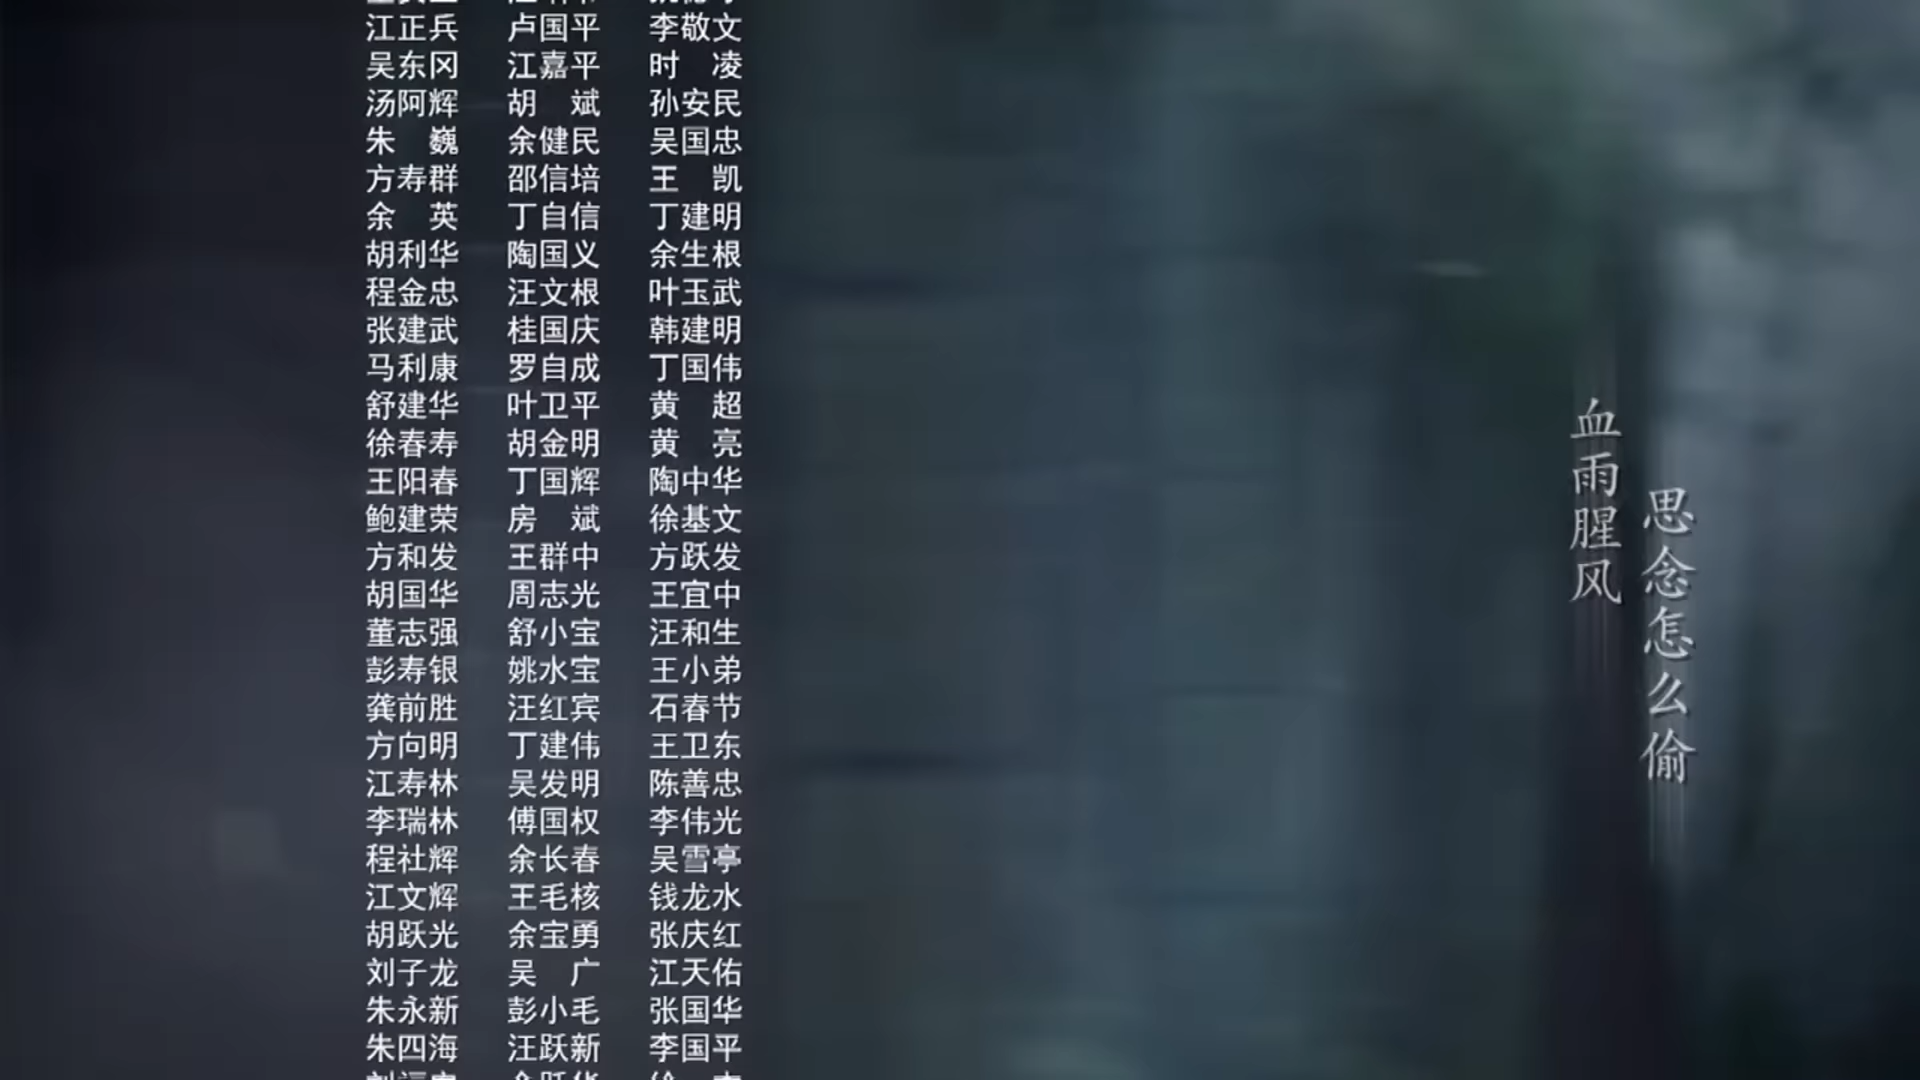 江正兵 卢国平 李敬文
吴东冈 江嘉平 时　凌
汤阿辉 胡　斌 孙安民
朱　巍 余健民 吴国忠
方寿群 邵信培 王　凯
余　英 丁自信 丁建明
胡利华 陶国义 余生根
程金忠 汪文根 叶玉武
张建武 桂国庆 韩建明
马利康 罗自成 丁国伟
舒建华 叶卫平 黄　超
徐春寿 胡金明 黄　亮
王阳春 丁国辉 陶中华
鲍建荣 房　斌 徐基文
方和发 王群中 方跃发
胡国华 周志光 王宜中
董志强 舒小宝 汪和生
彭寿银 姚水宝 王小弟
龚前胜 汪红宾 石春节
方向明 丁建伟 王卫东
江寿林 吴发明 陈善忠
李瑞林 傅国权 李伟光
程社辉 余长春 吴雪亭
江文辉 王毛核 钱龙水
胡跃光 余宝勇 张庆红
刘子龙 吴　广 江天佑
朱永新 彭小毛 张国华
朱四海 汪跃新 李国平
思念怎么偷
血雨腥风